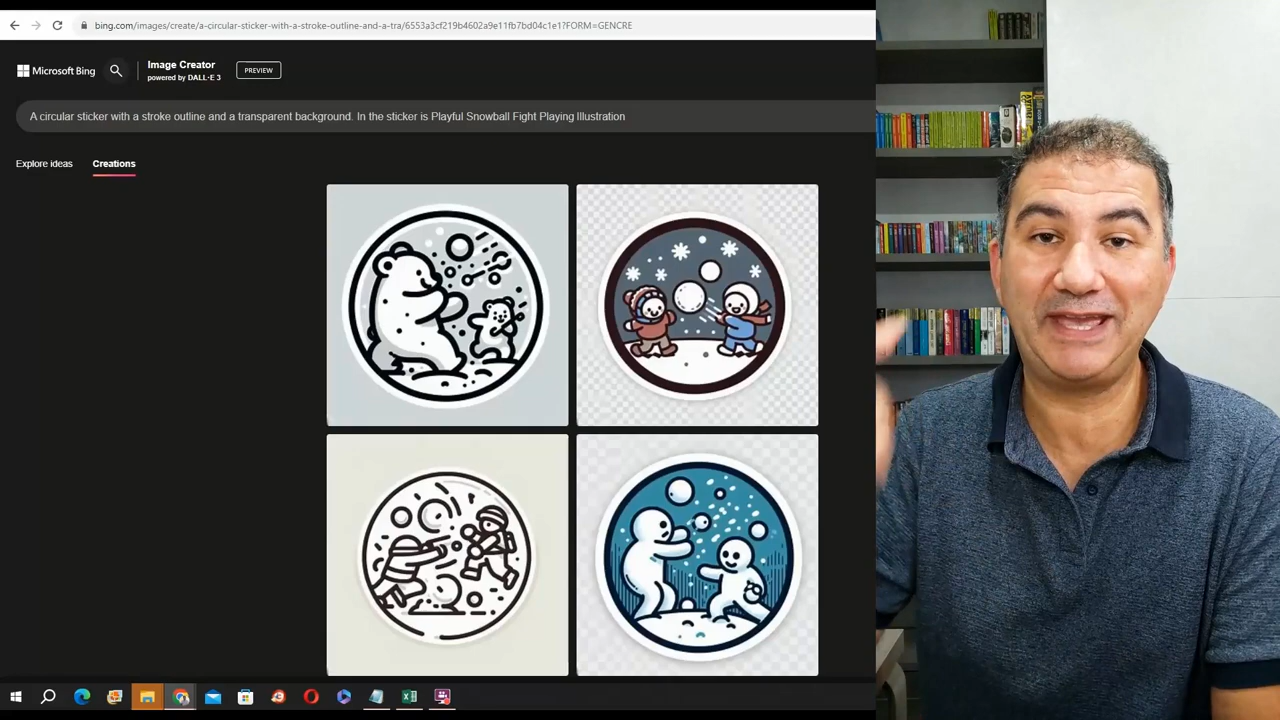 bing.com/images/create/a-circular-sticker-with-a-stroke-outline-and-a-tra/6553a3cf219b4602a9e11fb7bd04c1e1?FORM=GENCRE
Microsoft Bing
Image Creator
powered by DALL·E 3
PREVIEW
A circular sticker with a stroke outline and a transparent background. In the sticker is Playful Snowball Fight Playing Illustration
Explore ideas
Creations